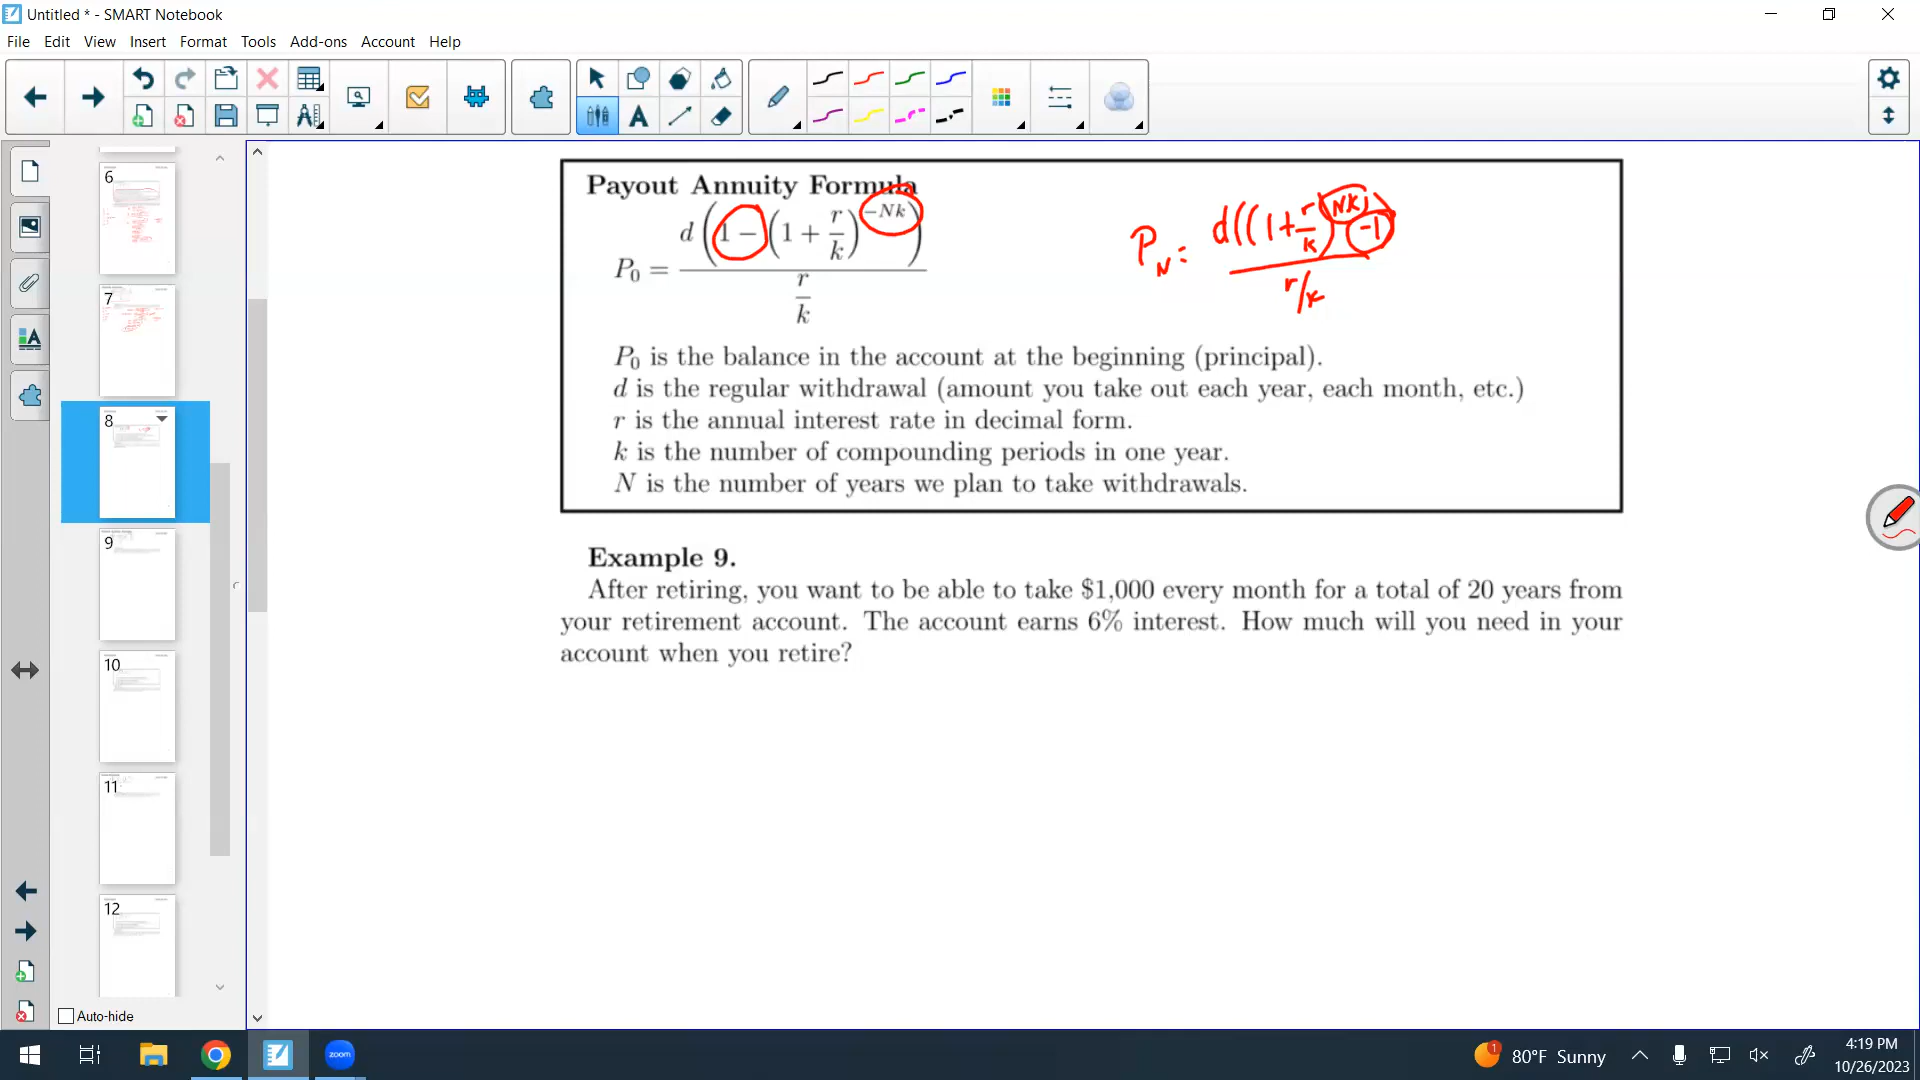 Untitled * - SMART Notebook
File Edit View Insert Format Tools Add-ons Account Help
6
7
8
9
10
11
12
Auto-hide
Payout Annuity Formula
P₀ = d(1 − (1 + r/k)^(−Nk)) / (r/k)
P_N = d((1+r/k)^(NK) −1) / (r/k)
P₀ is the balance in the account at the beginning (principal).
d is the regular withdrawal (amount you take out each year, each month, etc.)
r is the annual interest rate in decimal form.
k is the number of compounding periods in one year.
N is the number of years we plan to take withdrawals.
Example 9.
After retiring, you want to be able to take $1,000 every month for a total of 20 years from
your retirement account. The account earns 6% interest. How much will you need in your
account when you retire?
zoom
1
80°F Sunny
4:19 PM
10/26/2023